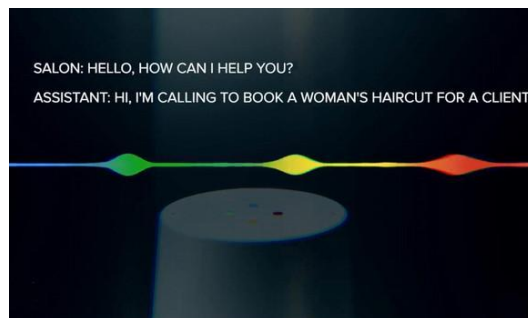 SALON: HELLO, HOW CAN I HELP YOU?
ASSISTANT: HI, I'M CALLING TO BOOK A WOMAN'S HAIRCUT FOR A CLIENT